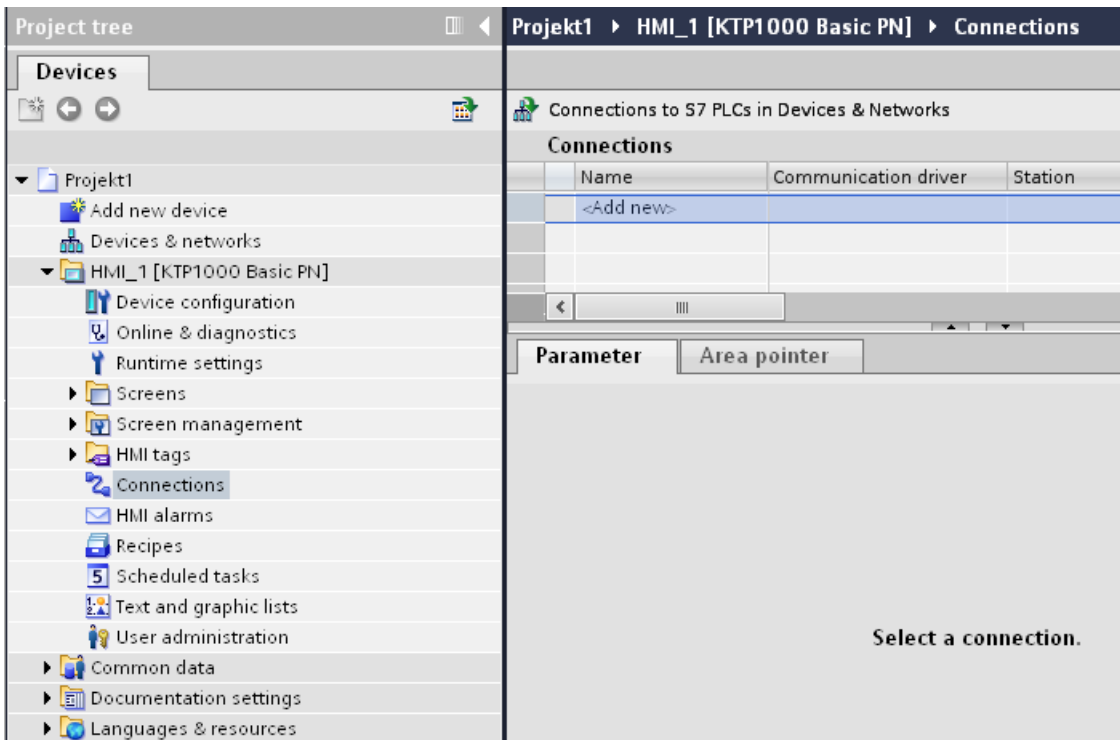 Project tree
Devices
Projekt1
Add new device
Devices & networks
HMI_1 [KTP1000 Basic PN]
Device configuration
Online & diagnostics
Runtime settings
Screens
Screen management
HMI tags
Connections
HMI alarms
Recipes
Scheduled tasks
Text and graphic lists
User administration
Common data
Documentation settings
Languages & resources
Projekt1 HMI_1 [KTP1000 Basic PN] Connections
Connections to S7 PLCs in Devices & Networks
Connections
Name Communication driver Station
<Add new>
Parameter Area pointer
Select a connection.